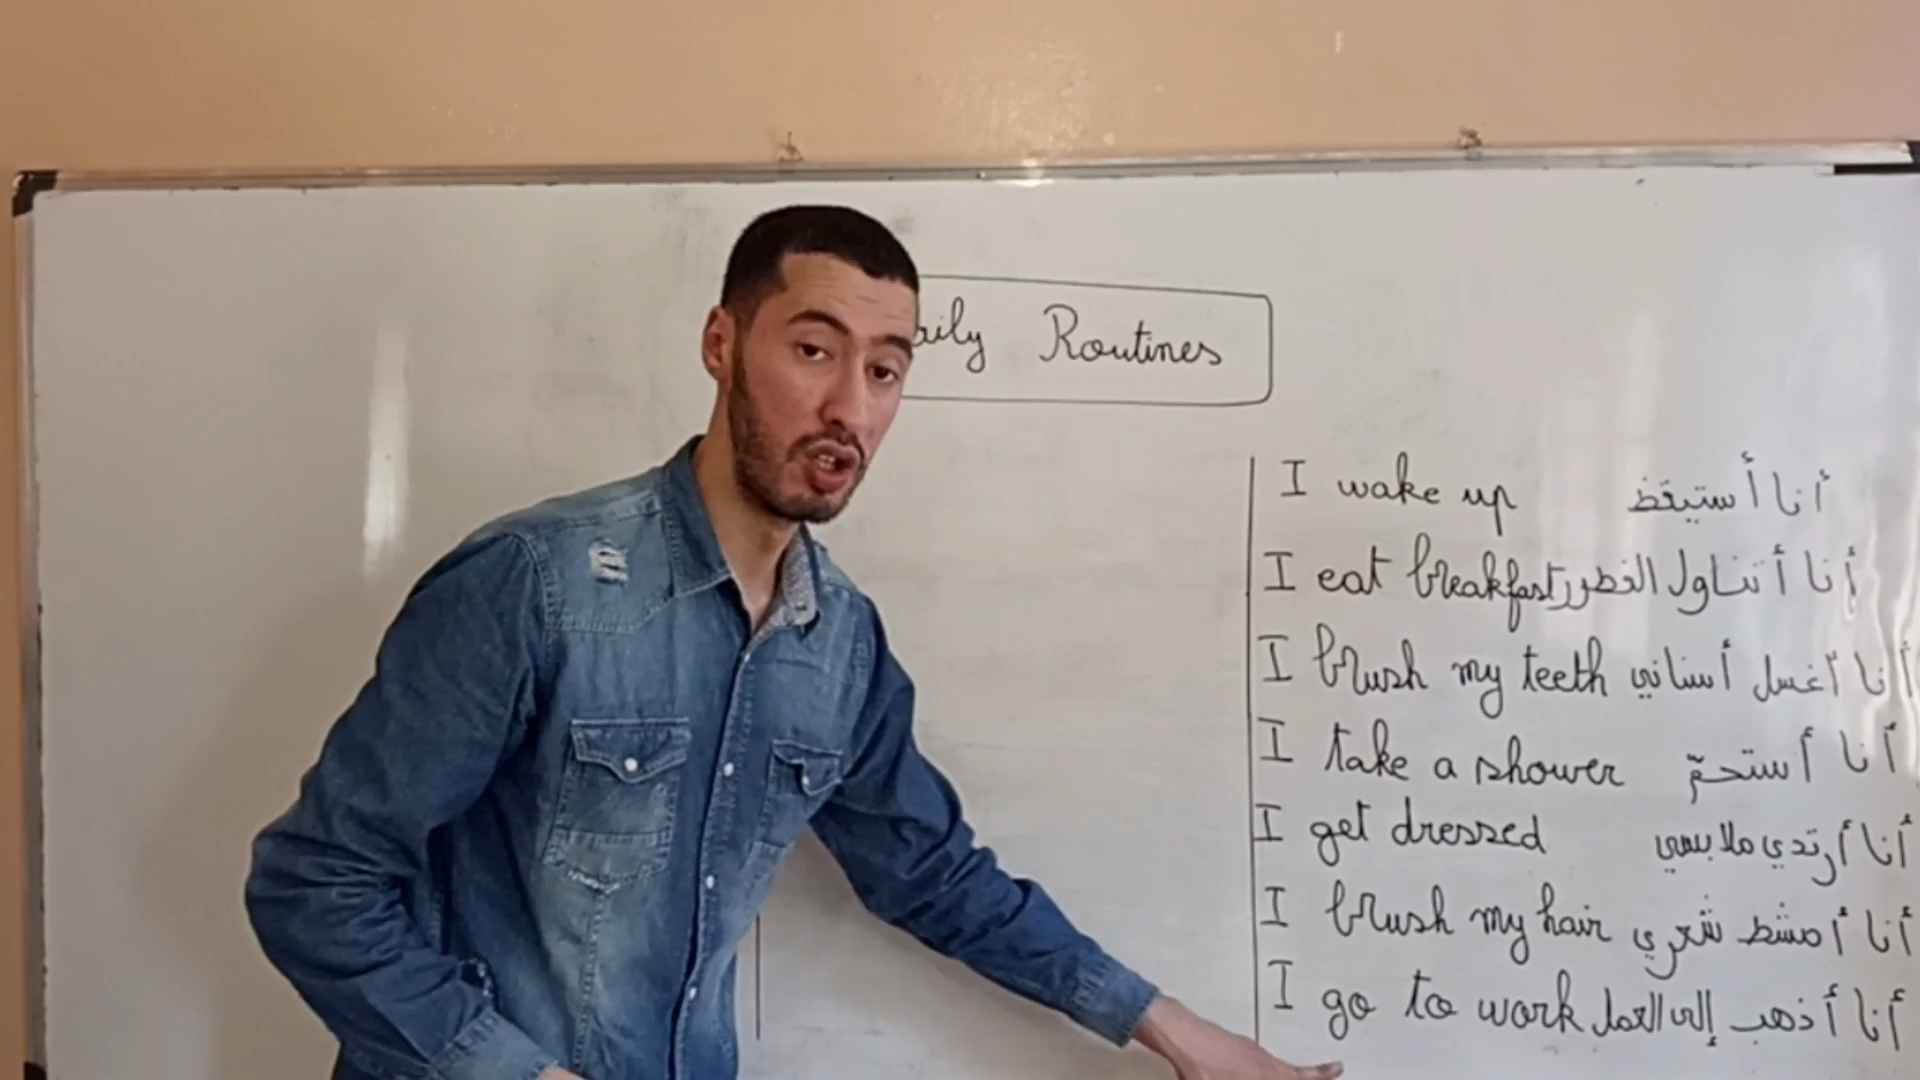 aily Routines
I wake up أنا أستيقظ
I eat breakfast أنا أتناول الفطور
I brush my teeth أنا أغسل أسناني
I take a shower أنا أستحمّ
I get dressed أنا أرتدي ملابسي
I brush my hair أنا أمشط شعري
I go to work أنا أذهب إلى العمل